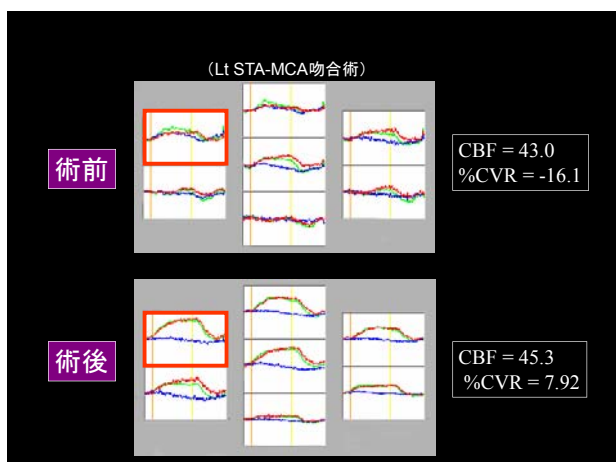 （Lt STA-MCA吻合術）
術前
CBF = 43.0
%CVR = -16.1
術後
CBF = 45.3
%CVR = 7.92